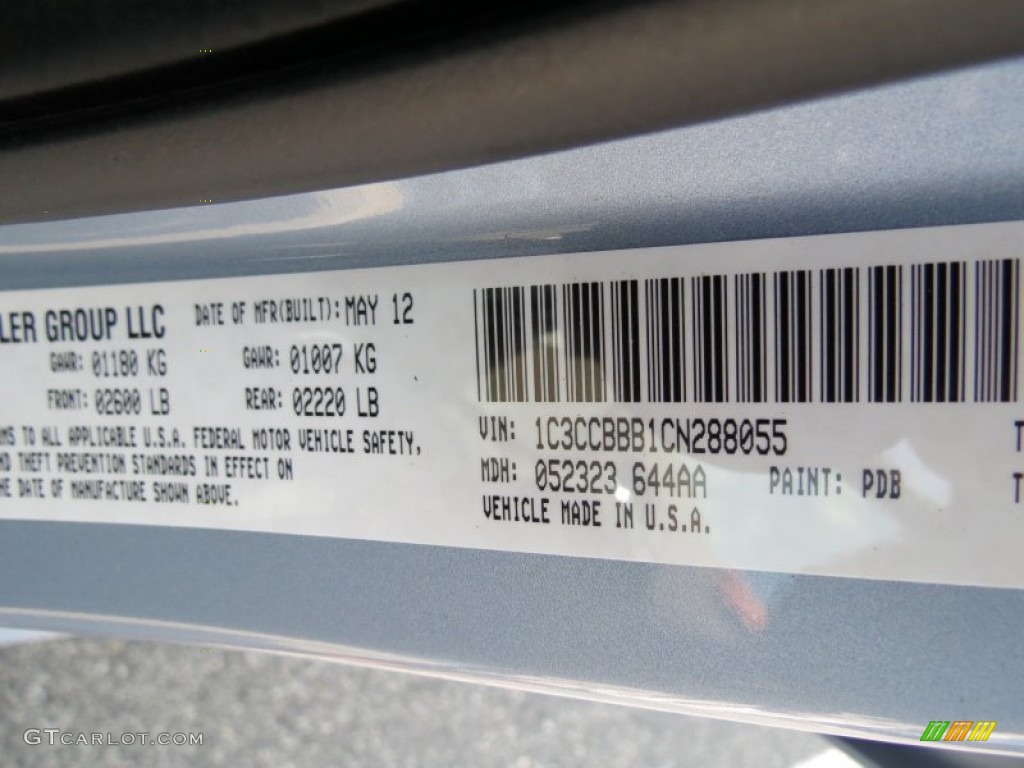 LER GROUP LLC
DATE OF MFR(BUILT): MAY 12
GAWR: 01180 KG GAWR: 01007 KG
FRONT: 02600 LB REAR: 02220 LB
MS TO ALL APPLICABLE U.S.A. FEDERAL MOTOR VEHICLE SAFETY,
ND THEFT PREVENTION STANDARDS IN EFFECT ON
HE DATE OF MANUFACTURE SHOWN ABOVE.
VIN: 1C3CCBBB1CN288055 T
MDH: 052323 644AA PAINT: PDB T
VEHICLE MADE IN U.S.A.
GTCARLOT.COM